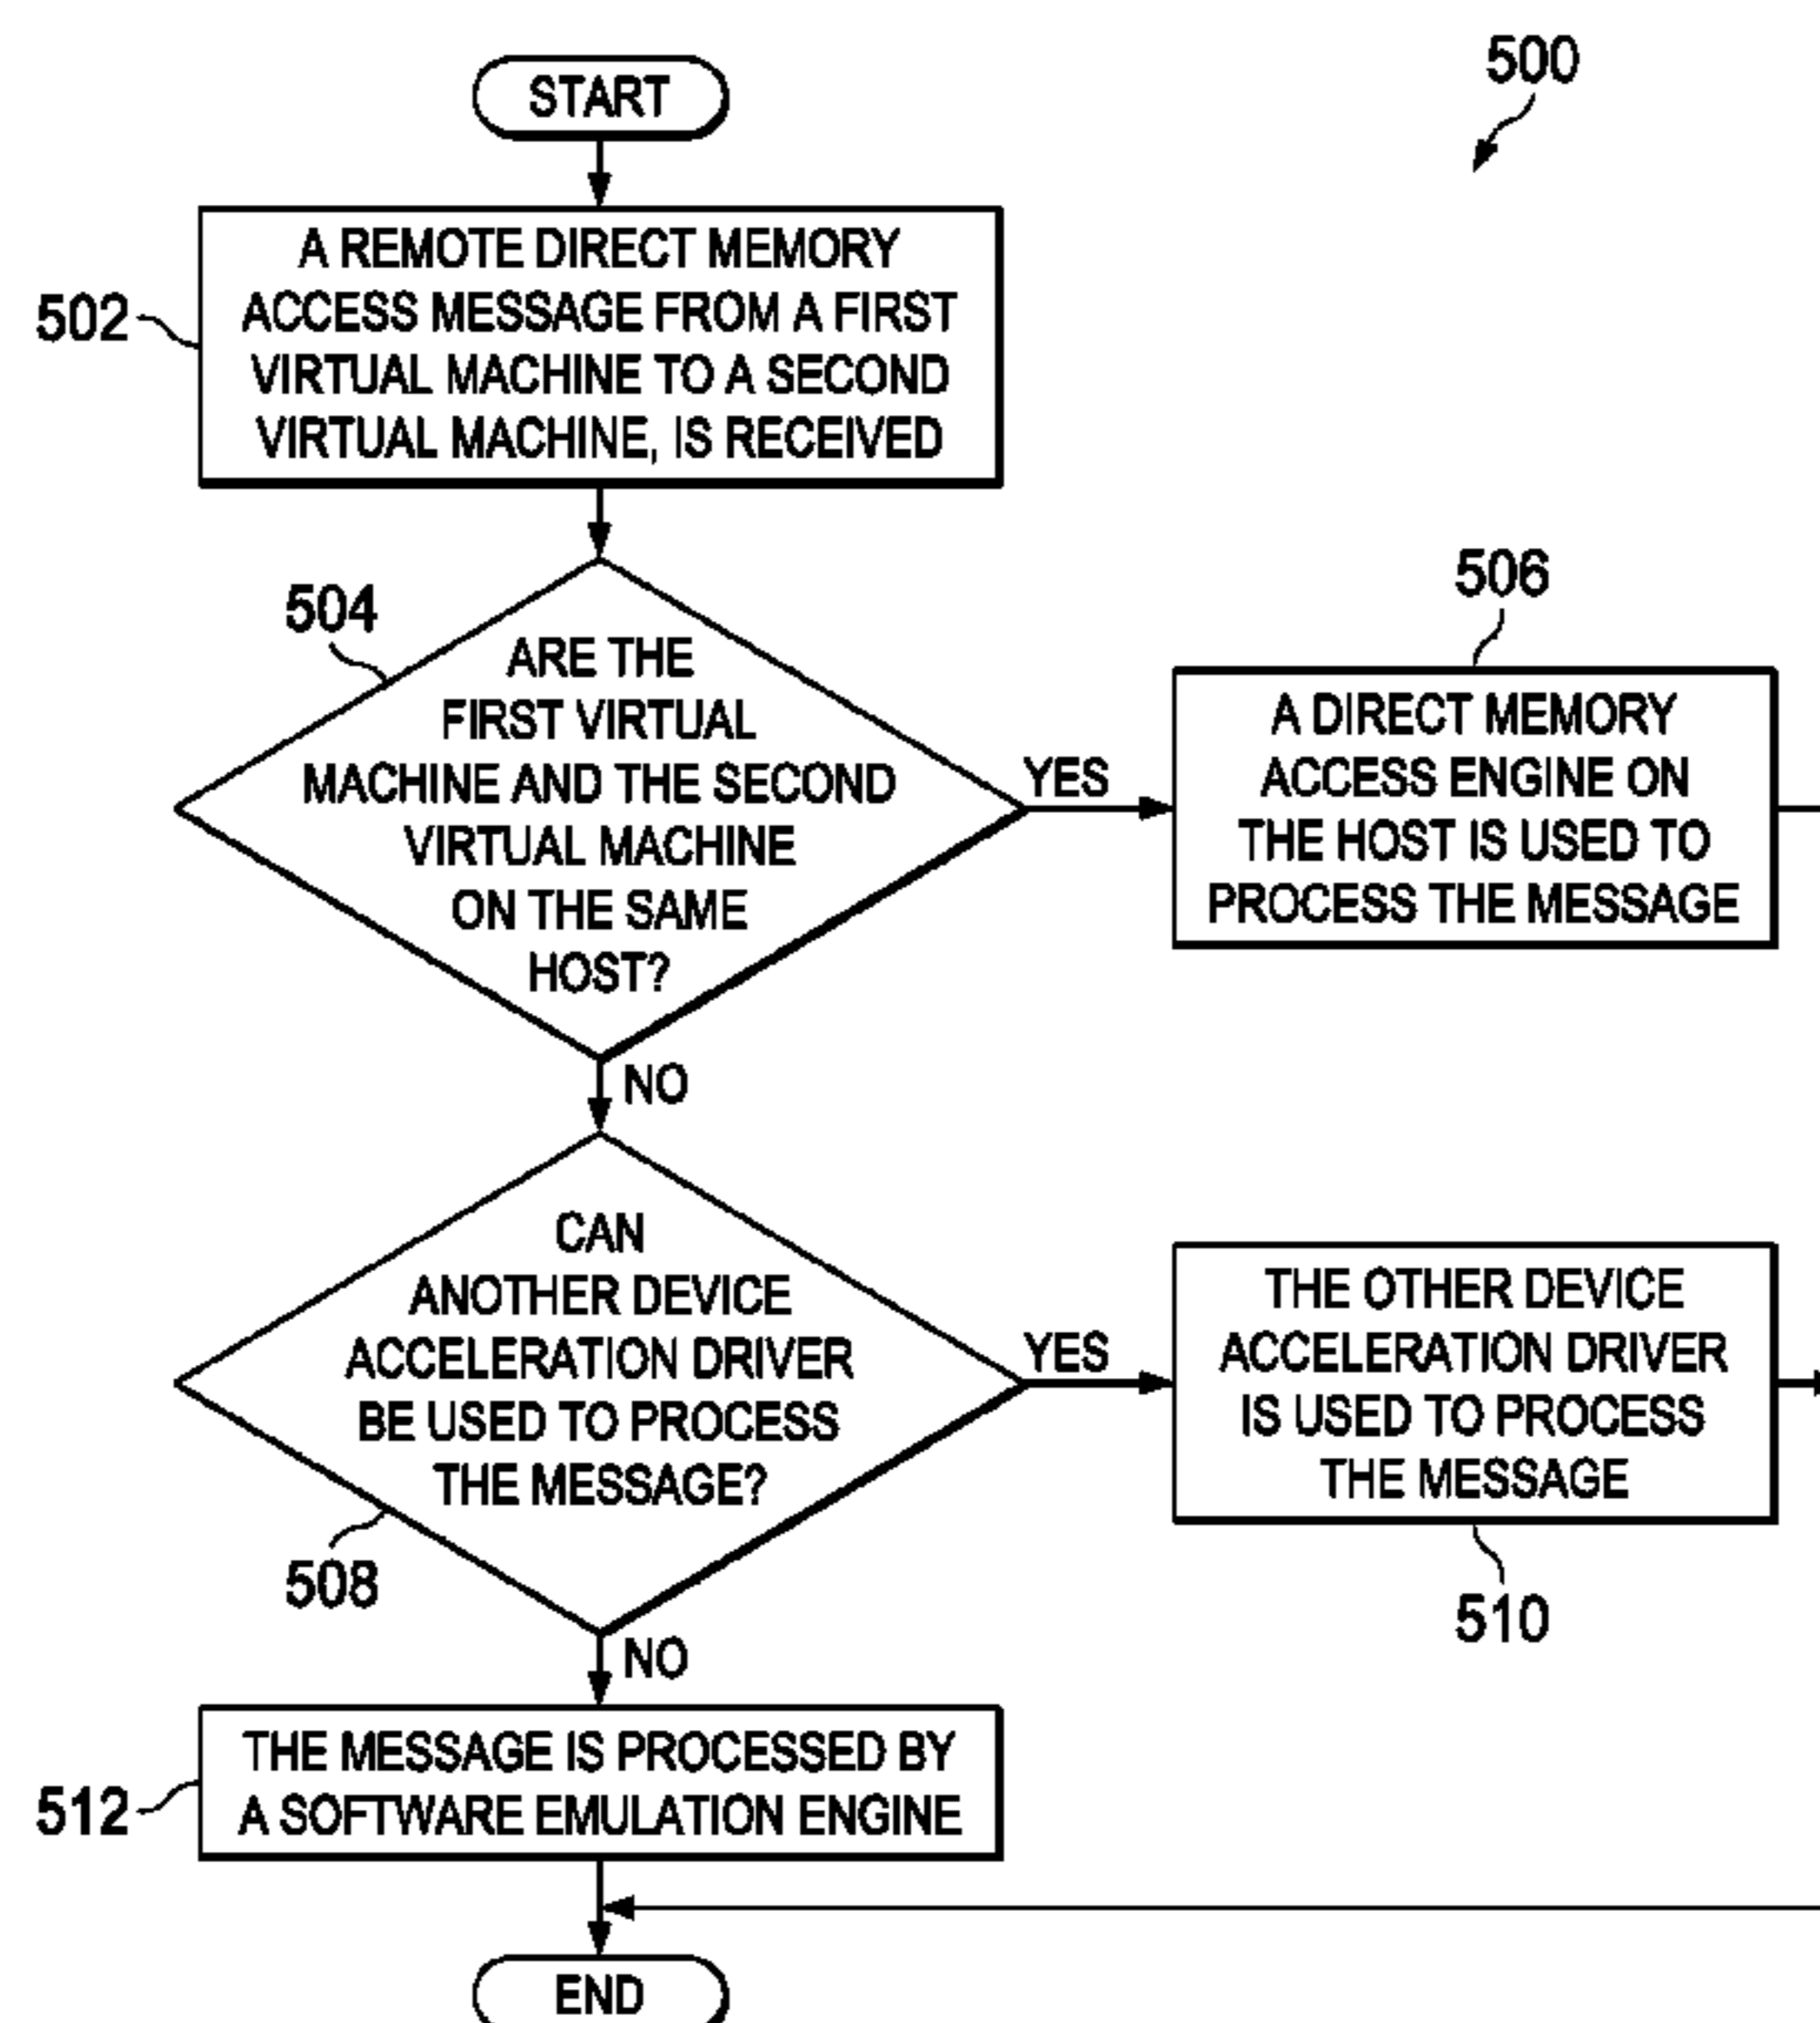 500
START
502
A REMOTE DIRECT MEMORY
ACCESS MESSAGE FROM A FIRST
VIRTUAL MACHINE TO A SECOND
VIRTUAL MACHINE, IS RECEIVED
504
ARE THE
FIRST VIRTUAL
MACHINE AND THE SECOND
VIRTUAL MACHINE
ON THE SAME
HOST?
YES
506
A DIRECT MEMORY
ACCESS ENGINE ON
THE HOST IS USED TO
PROCESS THE MESSAGE
NO
CAN
ANOTHER DEVICE
ACCELERATION DRIVER
BE USED TO PROCESS
THE MESSAGE?
508
YES
THE OTHER DEVICE
ACCELERATION DRIVER
IS USED TO PROCESS
THE MESSAGE
510
NO
512
THE MESSAGE IS PROCESSED BY
A SOFTWARE EMULATION ENGINE
END